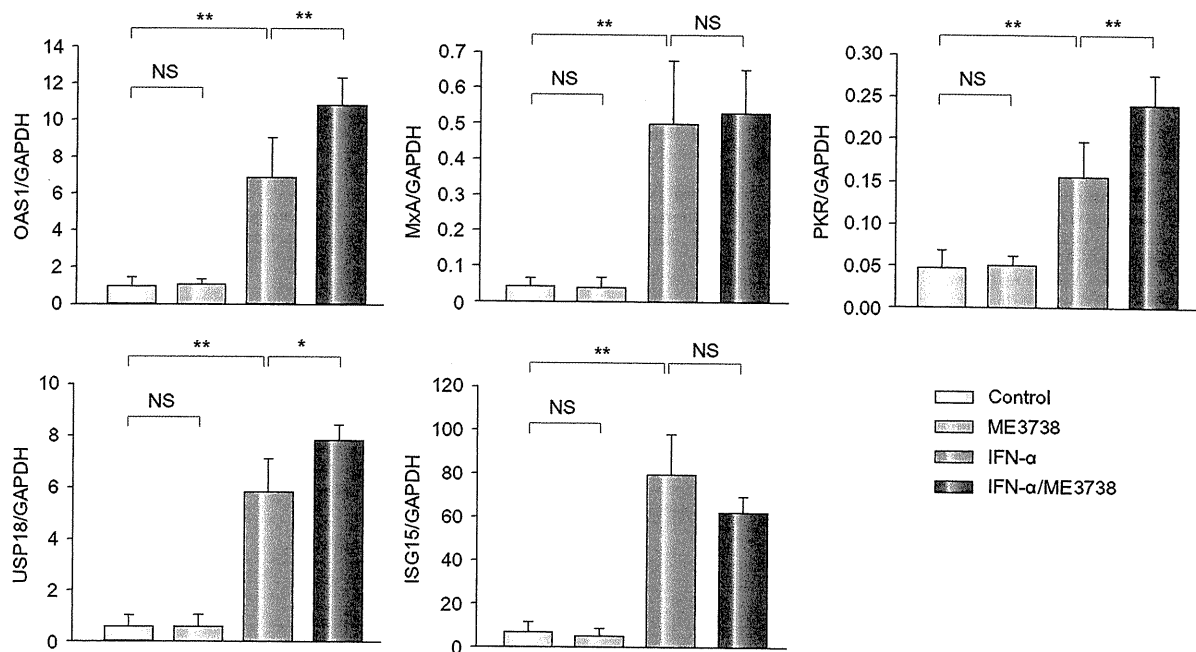 ** **
NS
OAS1/GAPDH
14
12
10
8
6
4
2
0
** NS
NS
MxA/GAPDH
0.7
0.6
0.5
0.4
0.3
0.2
0.1
0
** **
NS
PKR/GAPDH
0.30
0.25
0.20
0.15
0.10
0.05
0.00
** *
NS
USP18/GAPDH
10
8
6
4
2
0
** NS
NS
ISG15/GAPDH
120
100
80
60
40
20
0
Control
ME3738
IFN-α
IFN-α/ME3738